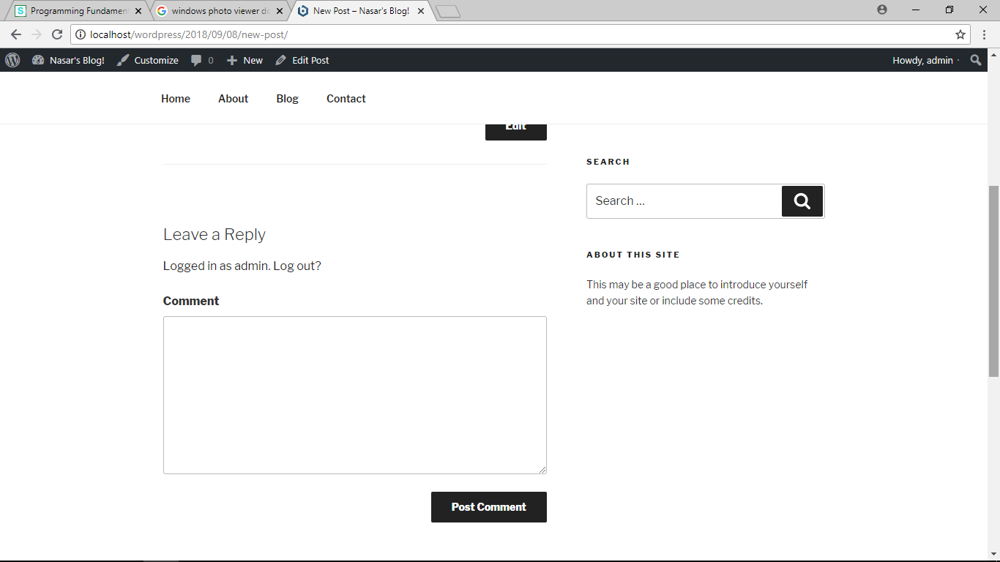 Programming Fundament
windows photo viewer do
New Post – Nasar's Blog!
localhost/wordpress/2018/09/08/new-post/
Nasar's Blog! Customize 0 New Edit Post Howdy, admin
Home About Blog Contact
Edit
SEARCH
Search ...
Leave a Reply
ABOUT THIS SITE
Logged in as admin. Log out?
This may be a good place to introduce yourself
and your site or include some credits.
Comment
Post Comment